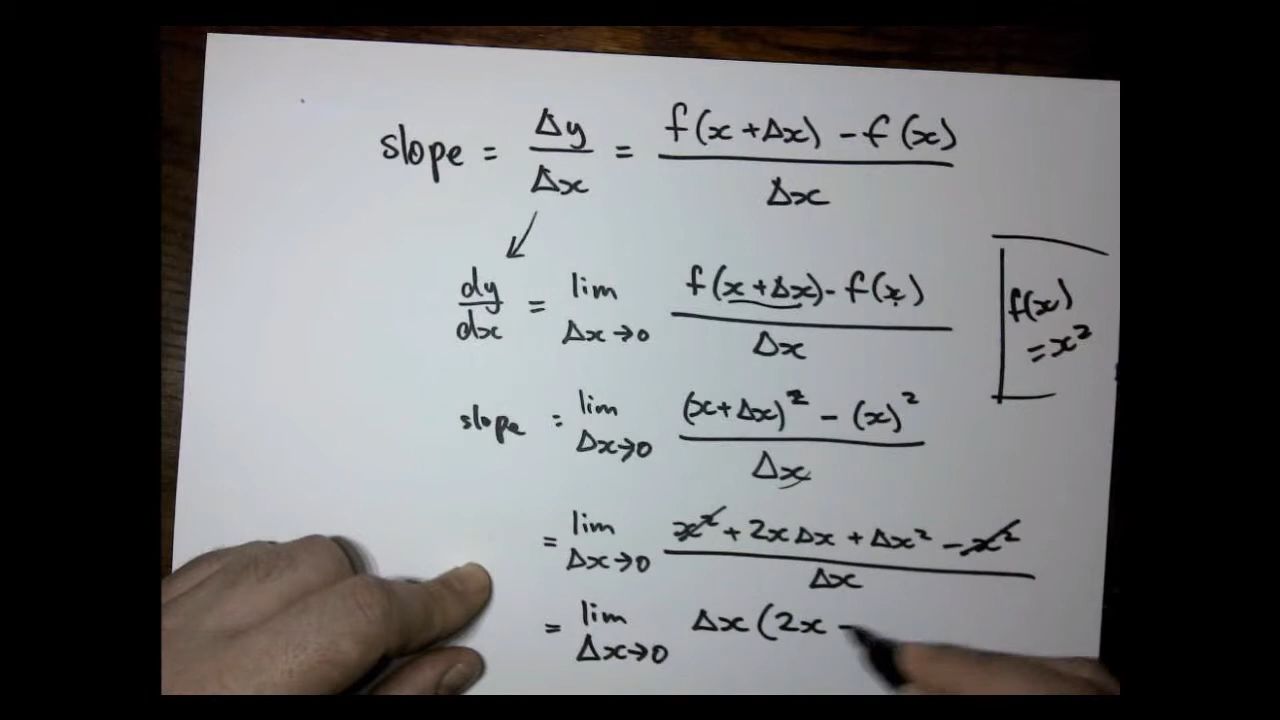 slope = Δy/Δx = f(x+Δx) - f(x)/Δx
dy/dx = lim Δx→0 f(x+Δx) - f(x)/Δx
f(x)
= x²
slope = lim Δx→0 (x+Δx)² - (x)²/Δx
= lim Δx→0 x² + 2xΔx + Δx² - x²/Δx
= lim Δx→0 Δx(2x